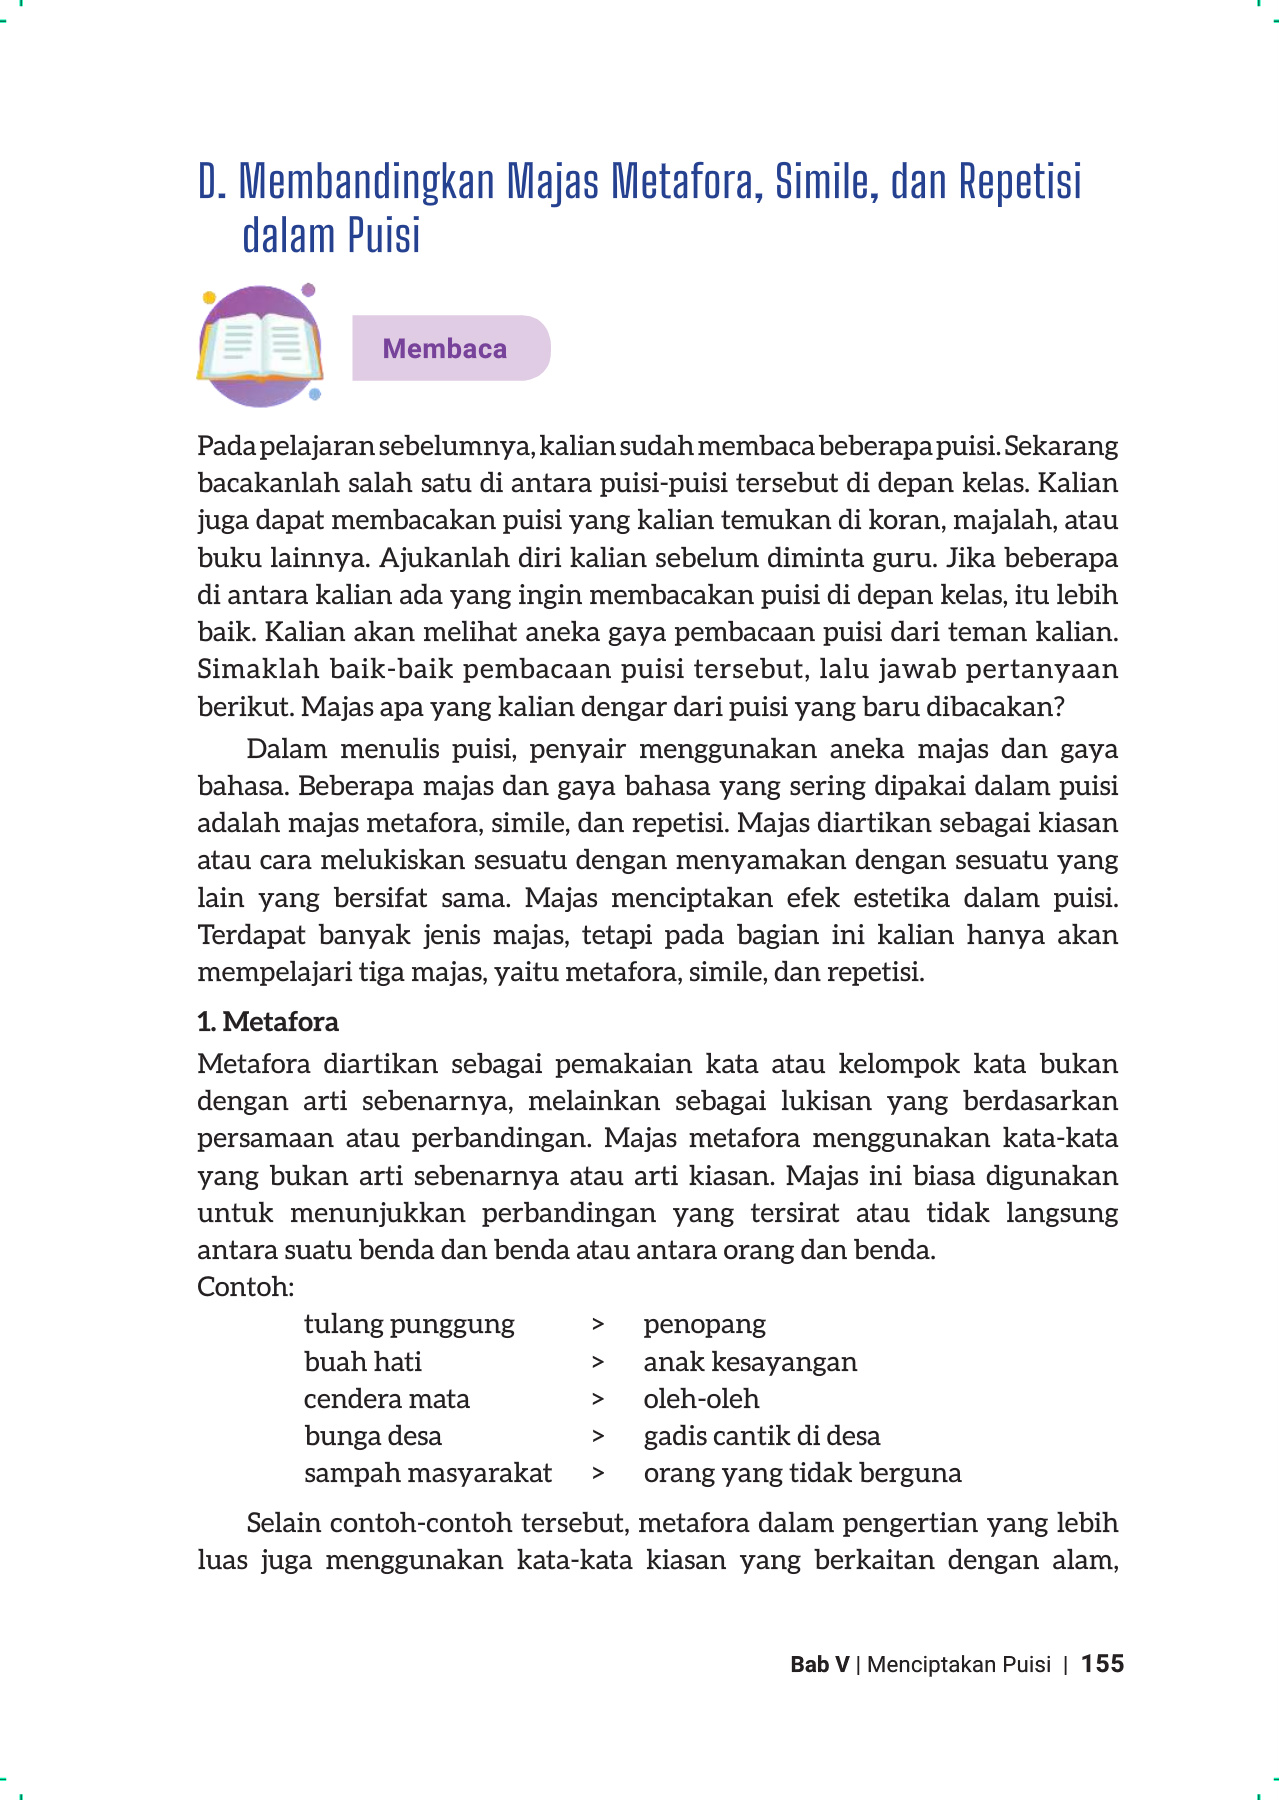 D. Membandingkan Majas Metafora, Simile, dan Repetisi
dalam Puisi
Membaca
Pada pelajaran sebelumnya, kalian sudah membaca beberapa puisi. Sekarang
bacakanlah salah satu di antara puisi-puisi tersebut di depan kelas. Kalian
juga dapat membacakan puisi yang kalian temukan di koran, majalah, atau
buku lainnya. Ajukanlah diri kalian sebelum diminta guru. Jika beberapa
di antara kalian ada yang ingin membacakan puisi di depan kelas, itu lebih
baik. Kalian akan melihat aneka gaya pembacaan puisi dari teman kalian.
Simaklah baik-baik pembacaan puisi tersebut, lalu jawab pertanyaan
berikut. Majas apa yang kalian dengar dari puisi yang baru dibacakan?
Dalam menulis puisi, penyair menggunakan aneka majas dan gaya
bahasa. Beberapa majas dan gaya bahasa yang sering dipakai dalam puisi
adalah majas metafora, simile, dan repetisi. Majas diartikan sebagai kiasan
atau cara melukiskan sesuatu dengan menyamakan dengan sesuatu yang
lain yang bersifat sama. Majas menciptakan efek estetika dalam puisi.
Terdapat banyak jenis majas, tetapi pada bagian ini kalian hanya akan
mempelajari tiga majas, yaitu metafora, simile, dan repetisi.
1. Metafora
Metafora diartikan sebagai pemakaian kata atau kelompok kata bukan
dengan arti sebenarnya, melainkan sebagai lukisan yang berdasarkan
persamaan atau perbandingan. Majas metafora menggunakan kata-kata
yang bukan arti sebenarnya atau arti kiasan. Majas ini biasa digunakan
untuk menunjukkan perbandingan yang tersirat atau tidak langsung
antara suatu benda dan benda atau antara orang dan benda.
Contoh:
tulang punggung > penopang
buah hati > anak kesayangan
cendera mata > oleh-oleh
bunga desa > gadis cantik di desa
sampah masyarakat > orang yang tidak berguna
Selain contoh-contoh tersebut, metafora dalam pengertian yang lebih
luas juga menggunakan kata-kata kiasan yang berkaitan dengan alam,
Bab V | Menciptakan Puisi | 155